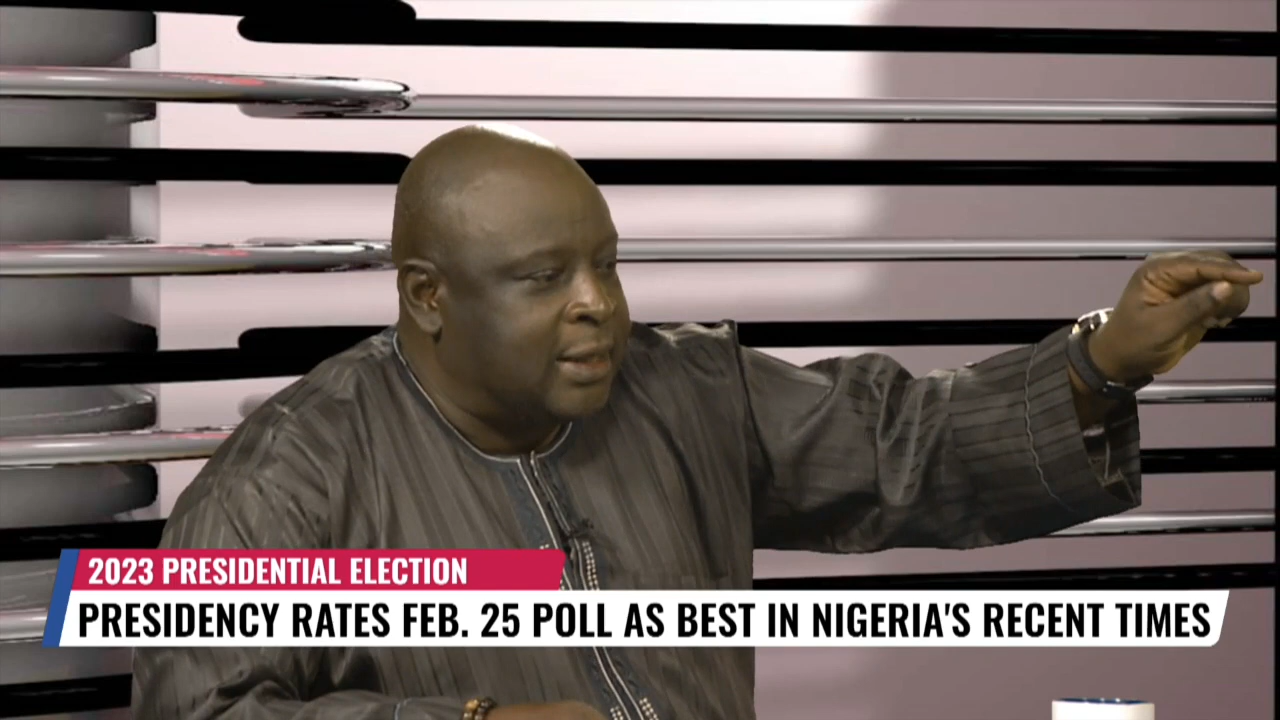 2023 PRESIDENTIAL ELECTION
PRESIDENCY RATES FEB. 25 POLL AS BEST IN NIGERIA'S RECENT TIMES